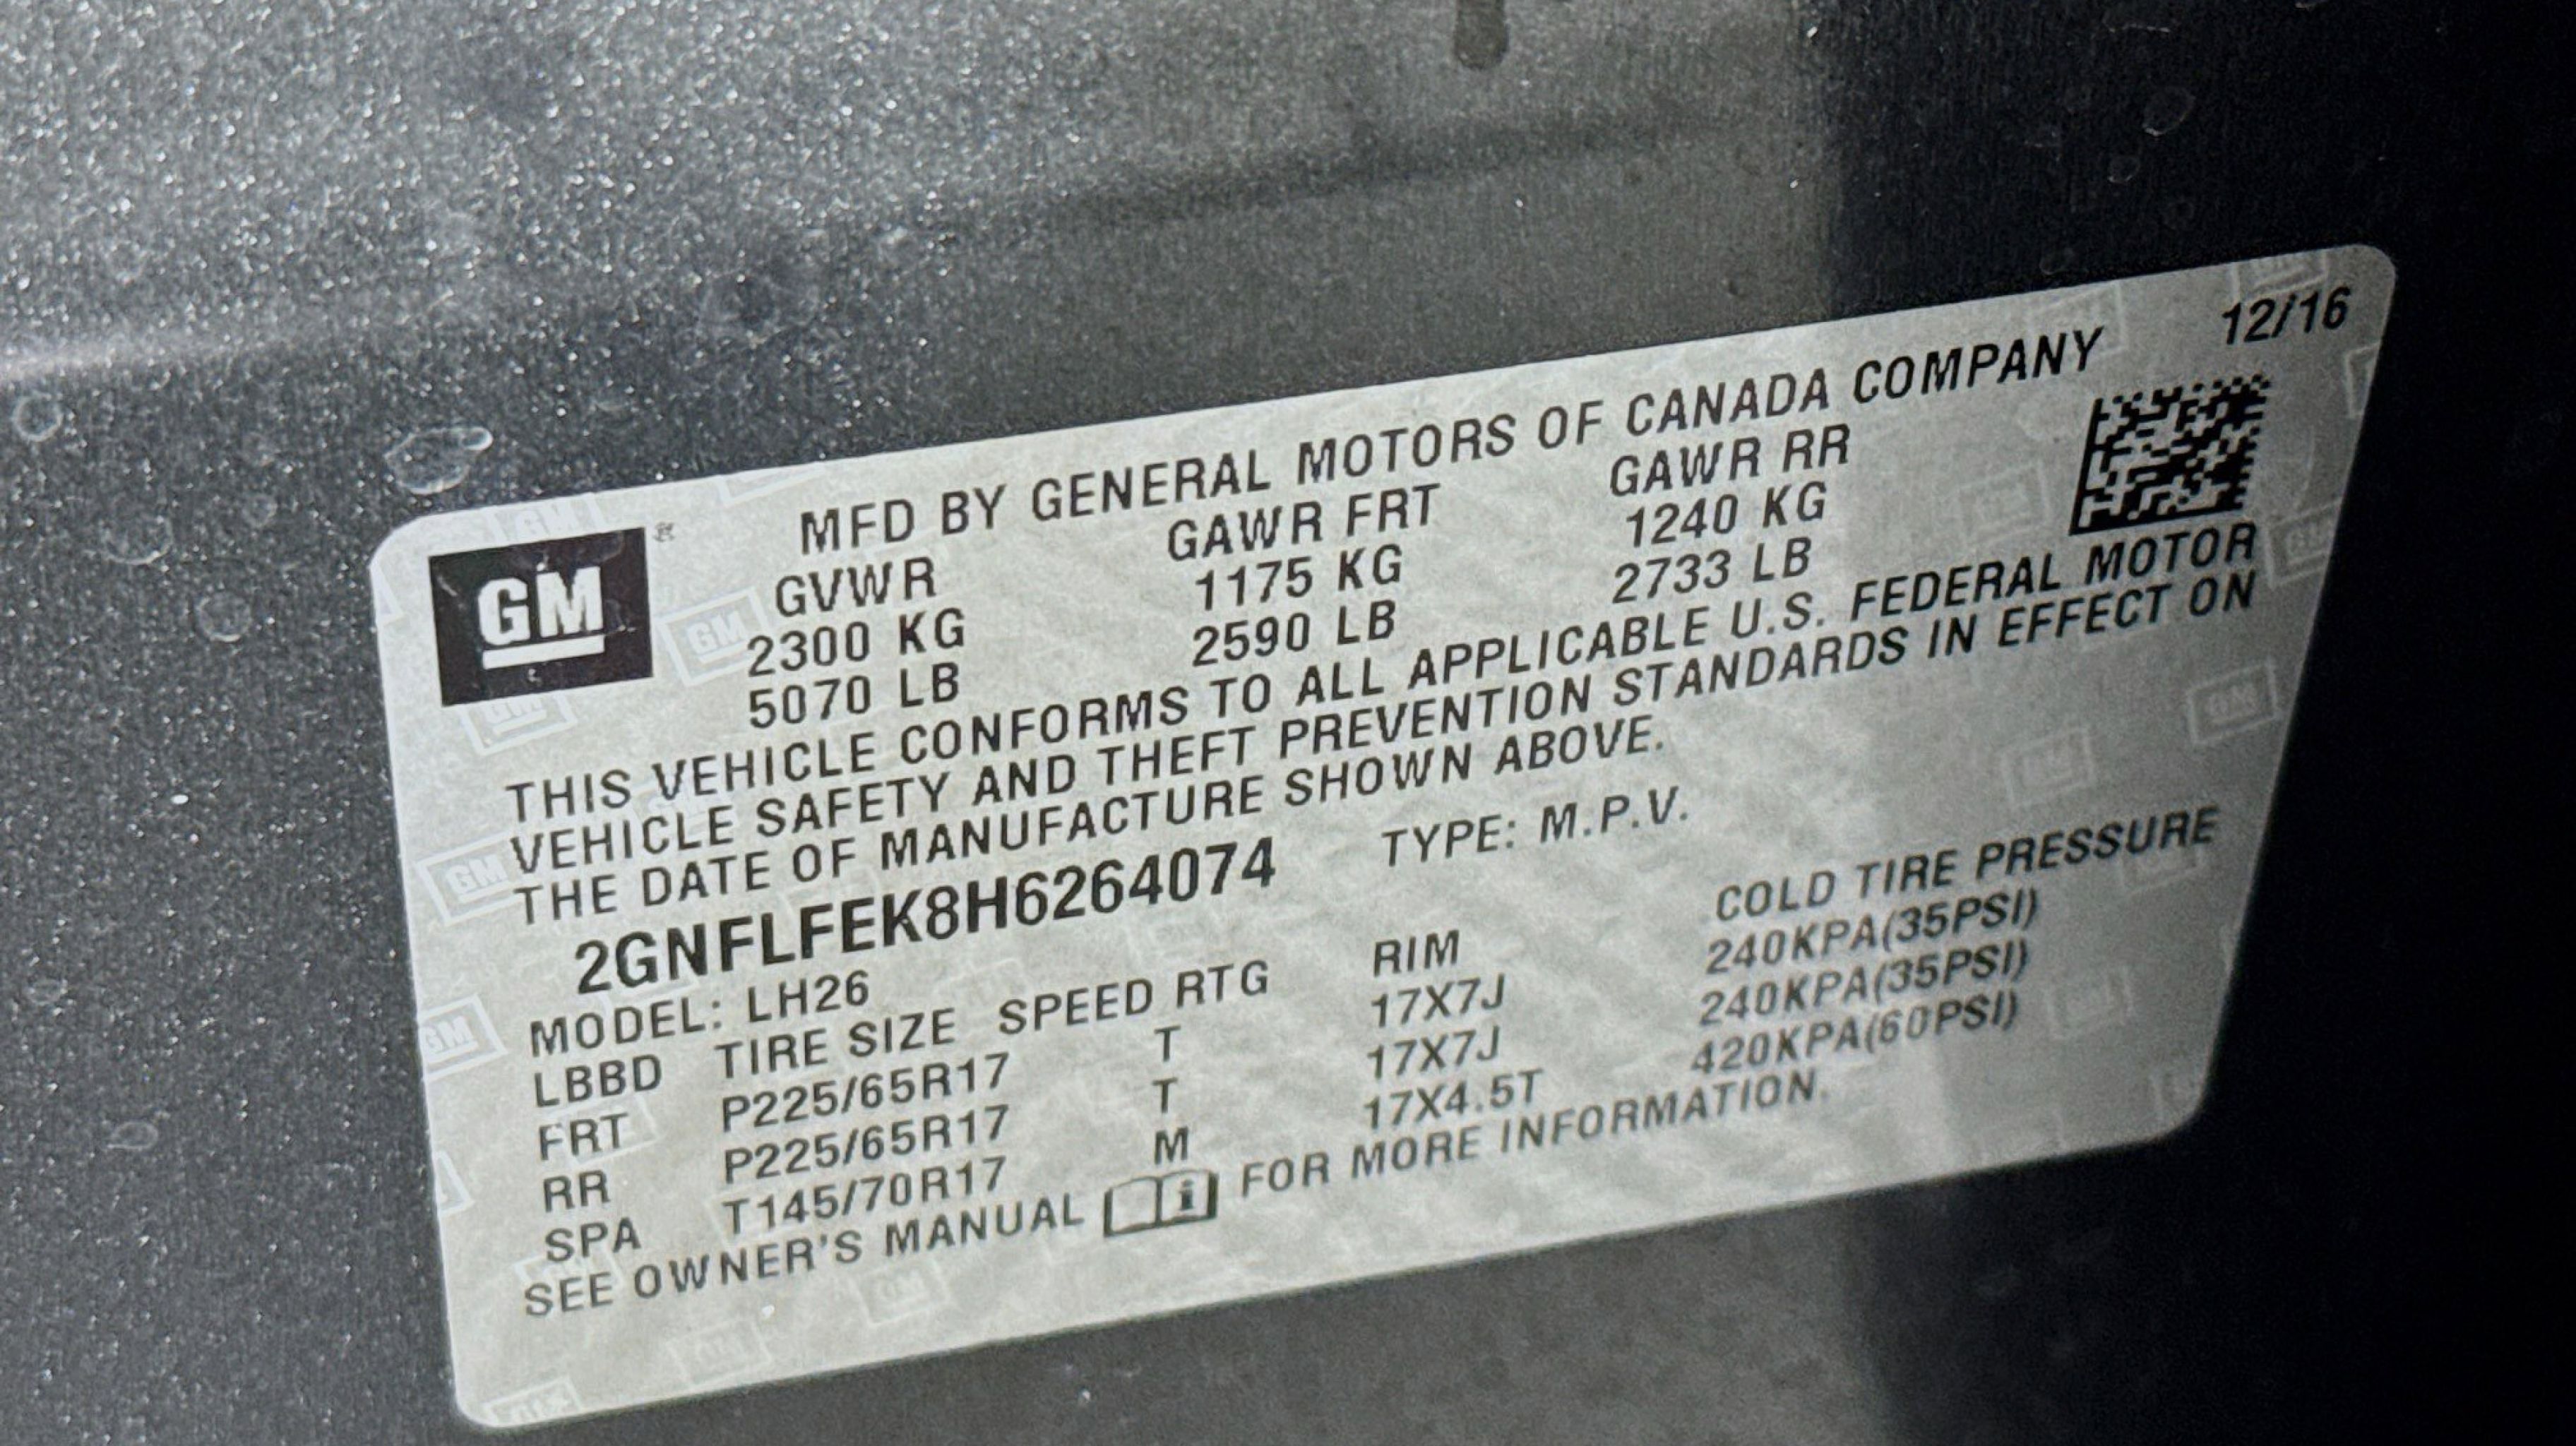 GM
MFD BY GENERAL MOTORS OF CANADA COMPANY 12/16
GVWR GAWR FRT GAWR RR
2300 KG 1175 KG 1240 KG
5070 LB 2590 LB 2733 LB
THIS VEHICLE CONFORMS TO ALL APPLICABLE U.S. FEDERAL MOTOR
VEHICLE SAFETY AND THEFT PREVENTION STANDARDS IN EFFECT ON
THE DATE OF MANUFACTURE SHOWN ABOVE.
2GNFLFEK8H6264074 TYPE: M.P.V.
MODEL: LH26
LBBD TIRE SIZE SPEED RTG RIM COLD TIRE PRESSURE
FRT P225/65R17 T 17X7J 240KPA(35PSI)
RR P225/65R17 T 17X7J 240KPA(35PSI)
SPA T145/70R17 M 17X4.5T 420KPA(60PSI)
SEE OWNER'S MANUAL i FOR MORE INFORMATION.